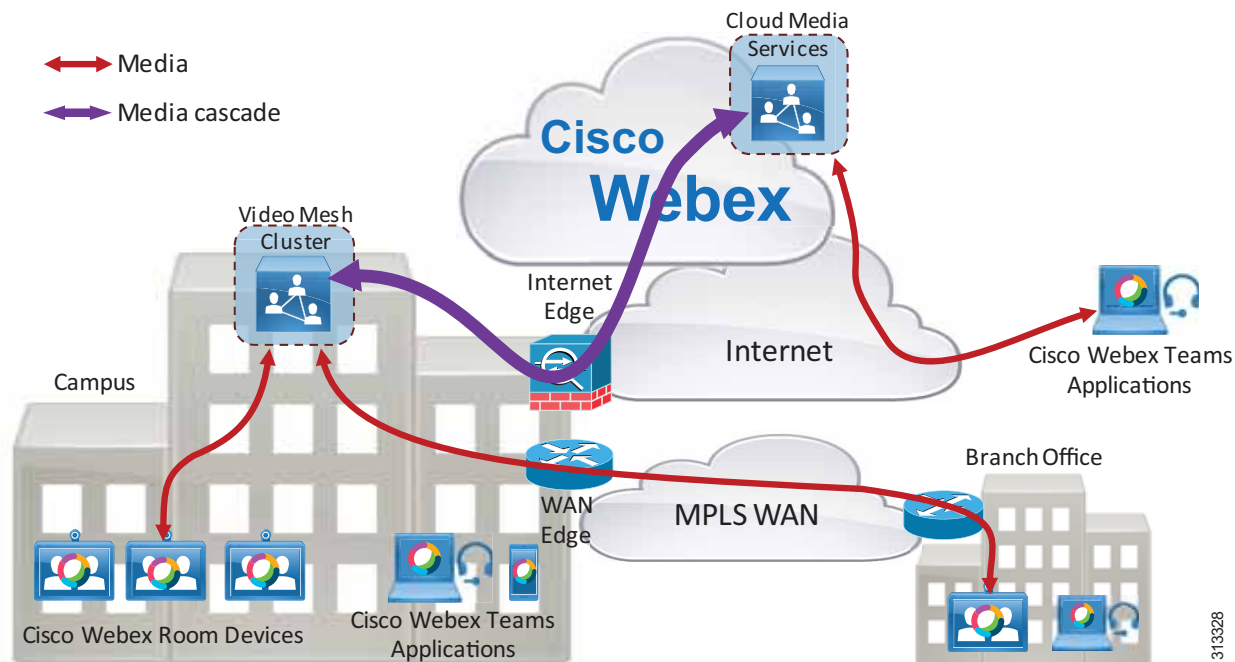 Cloud Media
Services
Media
Media cascade
Cisco
Webex
Video Mesh
Cluster
Internet
Edge
Internet
Cisco Webex Teams
Applications
Campus
Branch Office
WAN
Edge
MPLS WAN
Cisco Webex Room Devices
Cisco Webex Teams
Applications
313328